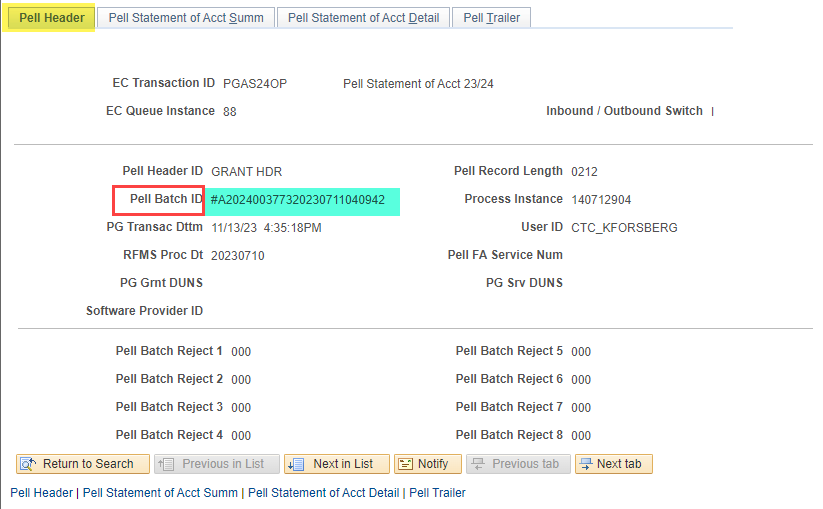 Pell Header Pell Statement of Acct Summ Pell Statement of Acct Detail Pell Trailer
EC Transaction ID PGAS24OP Pell Statement of Acct 23/24
EC Queue Instance 88 Inbound / Outbound Switch I
Pell Header ID GRANT HDR Pell Record Length 0212
Pell Batch ID #A202400377320230711040942 Process Instance 140712904
PG Transac Dttm 11/13/23 4:35:18PM User ID CTC_KFORSBERG
RFMS Proc Dt 20230710 Pell FA Service Num
PG Grnt DUNS PG Srv DUNS
Software Provider ID
Pell Batch Reject 1 000 Pell Batch Reject 5 000
Pell Batch Reject 2 000 Pell Batch Reject 6 000
Pell Batch Reject 3 000 Pell Batch Reject 7 000
Pell Batch Reject 4 000 Pell Batch Reject 8 000
Return to Search Previous in List Next in List Notify Previous tab Next tab
Pell Header | Pell Statement of Acct Summ | Pell Statement of Acct Detail | Pell Trailer